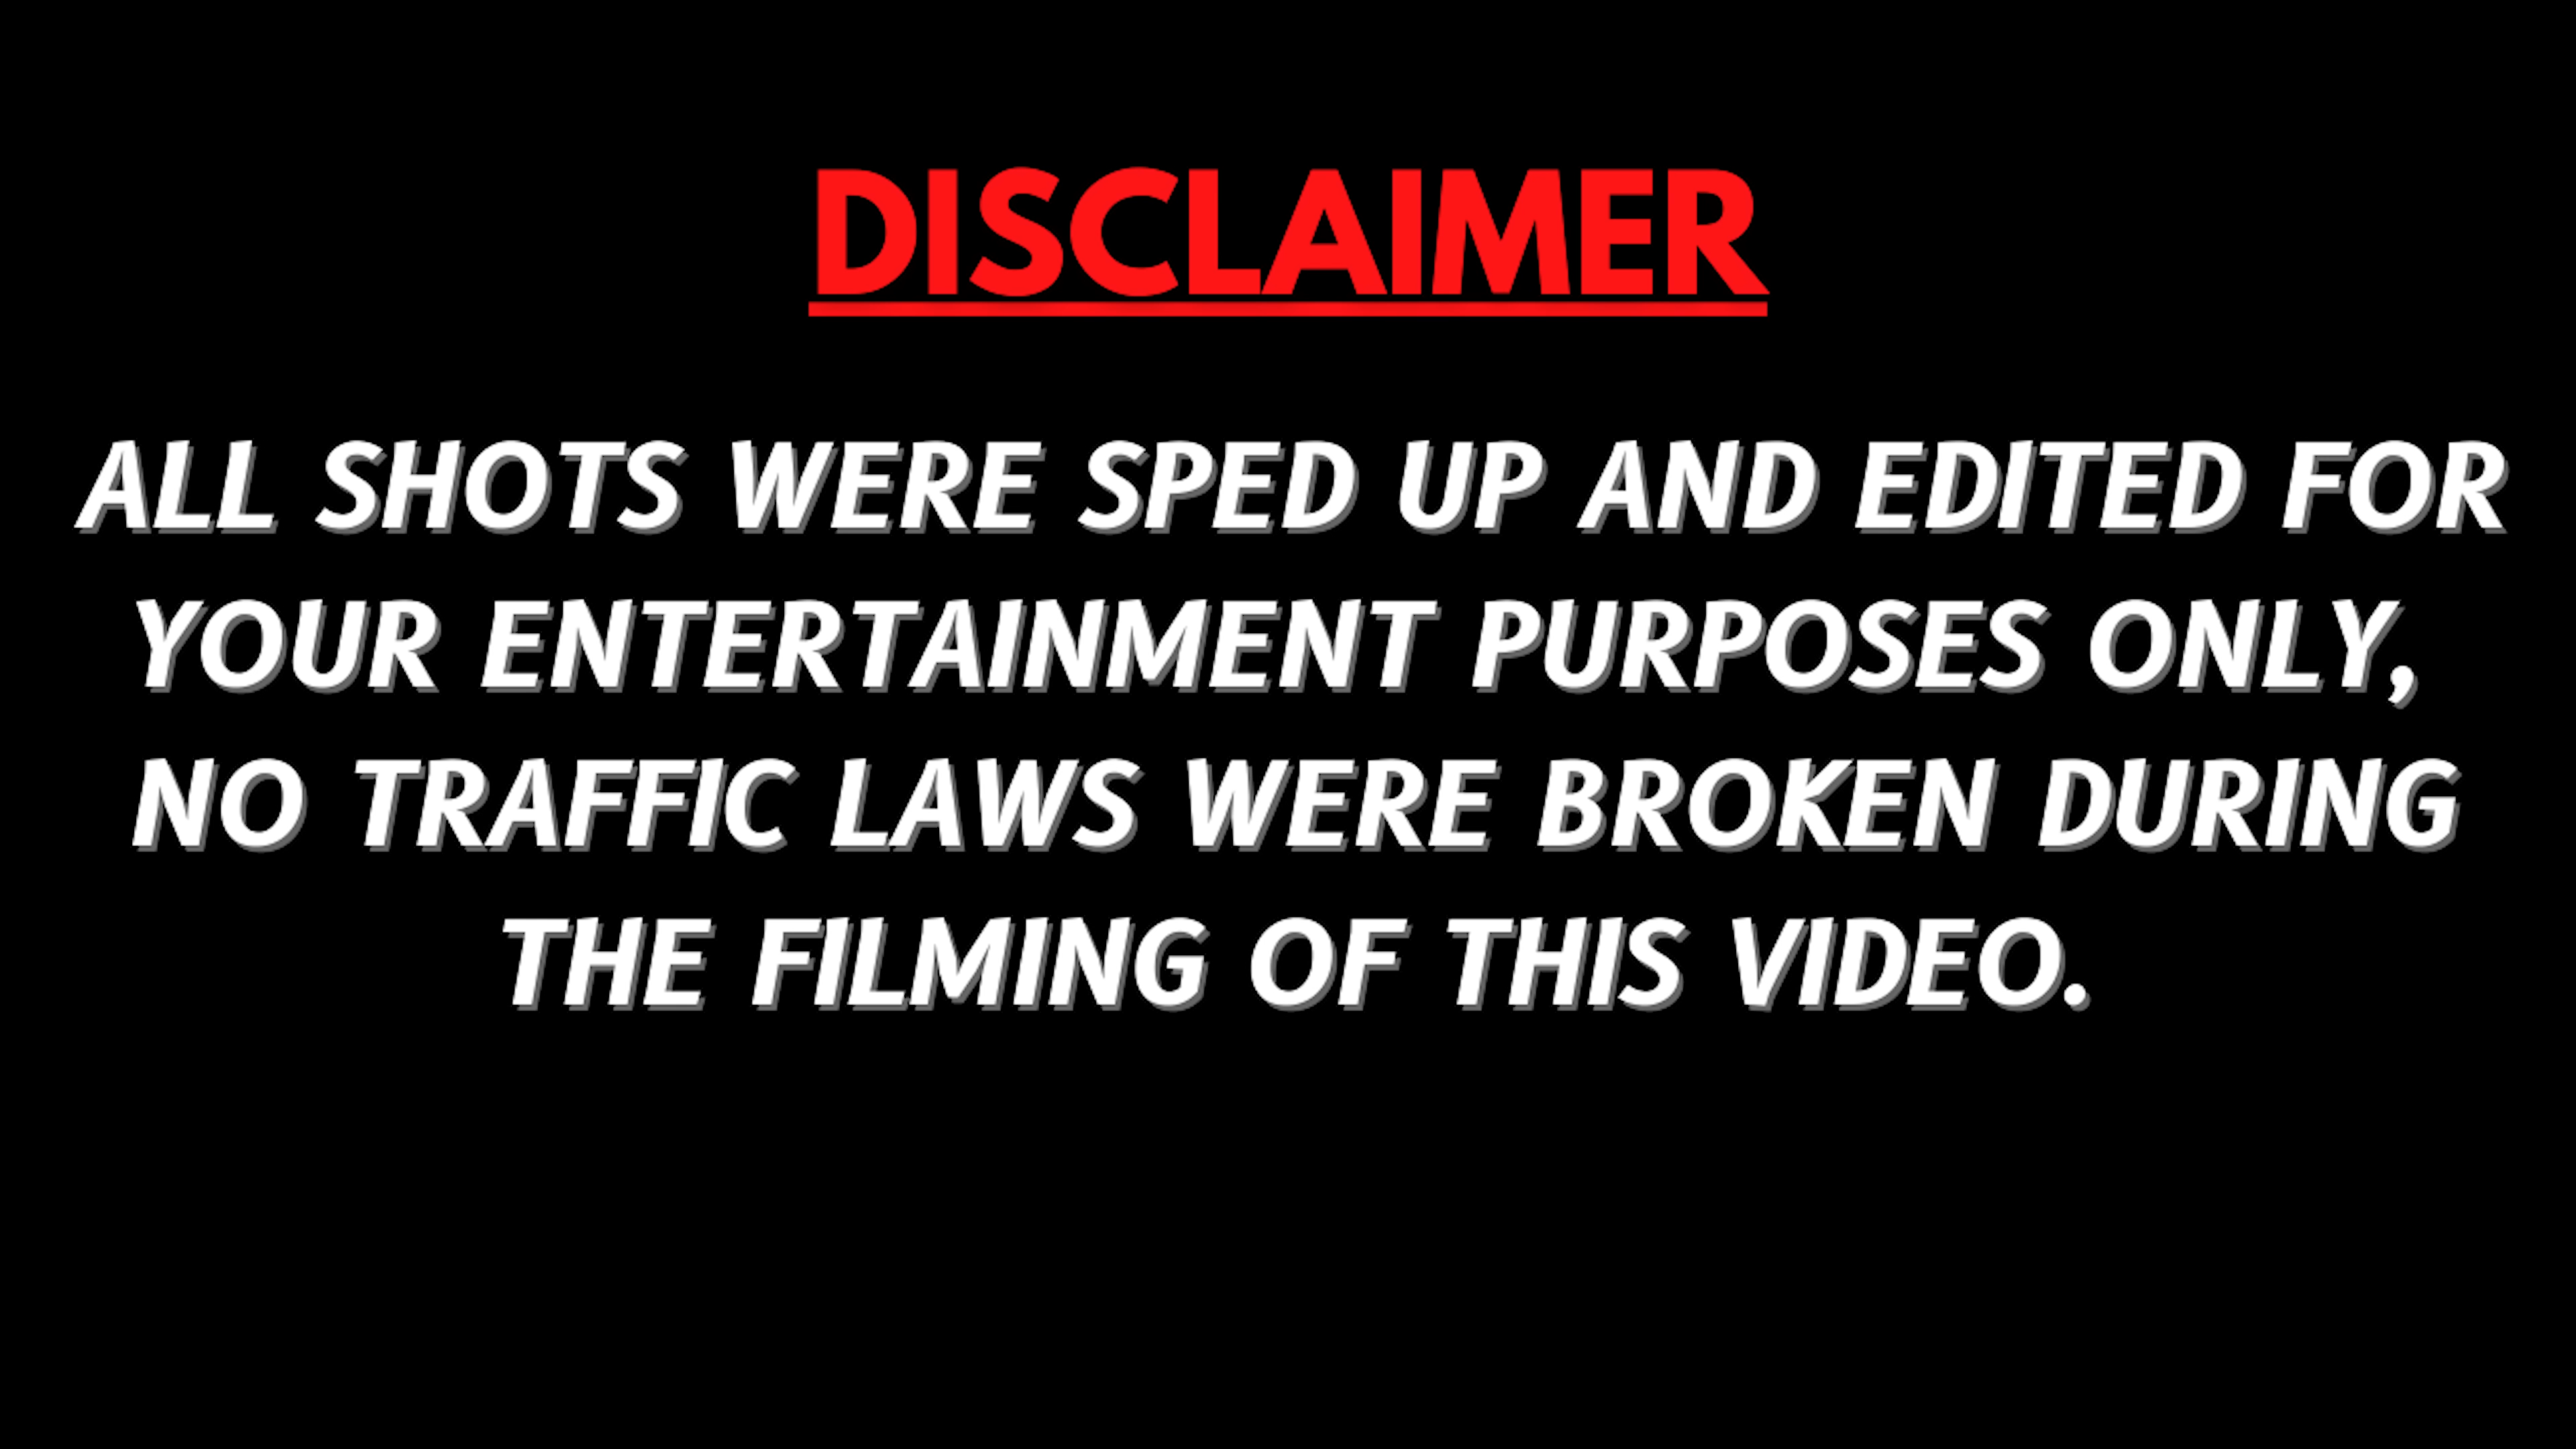 DISCLAIMER
ALL SHOTS WERE SPED UP AND EDITED FOR
YOUR ENTERTAINMENT PURPOSES ONLY,
NO TRAFFIC LAWS WERE BROKEN DURING
THE FILMING OF THIS VIDEO.